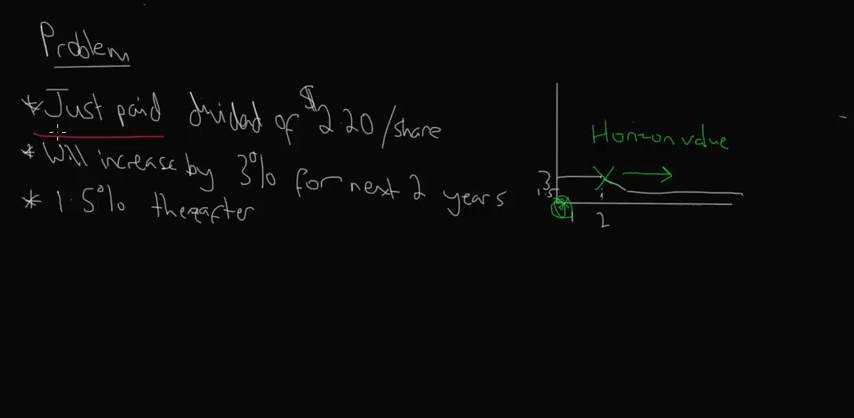 Problem
* Just paid dividend of $2.20/share
* Will increase by 3% for next 2 years
* 1.5% thereafter
Horizon value
3
1.5
2